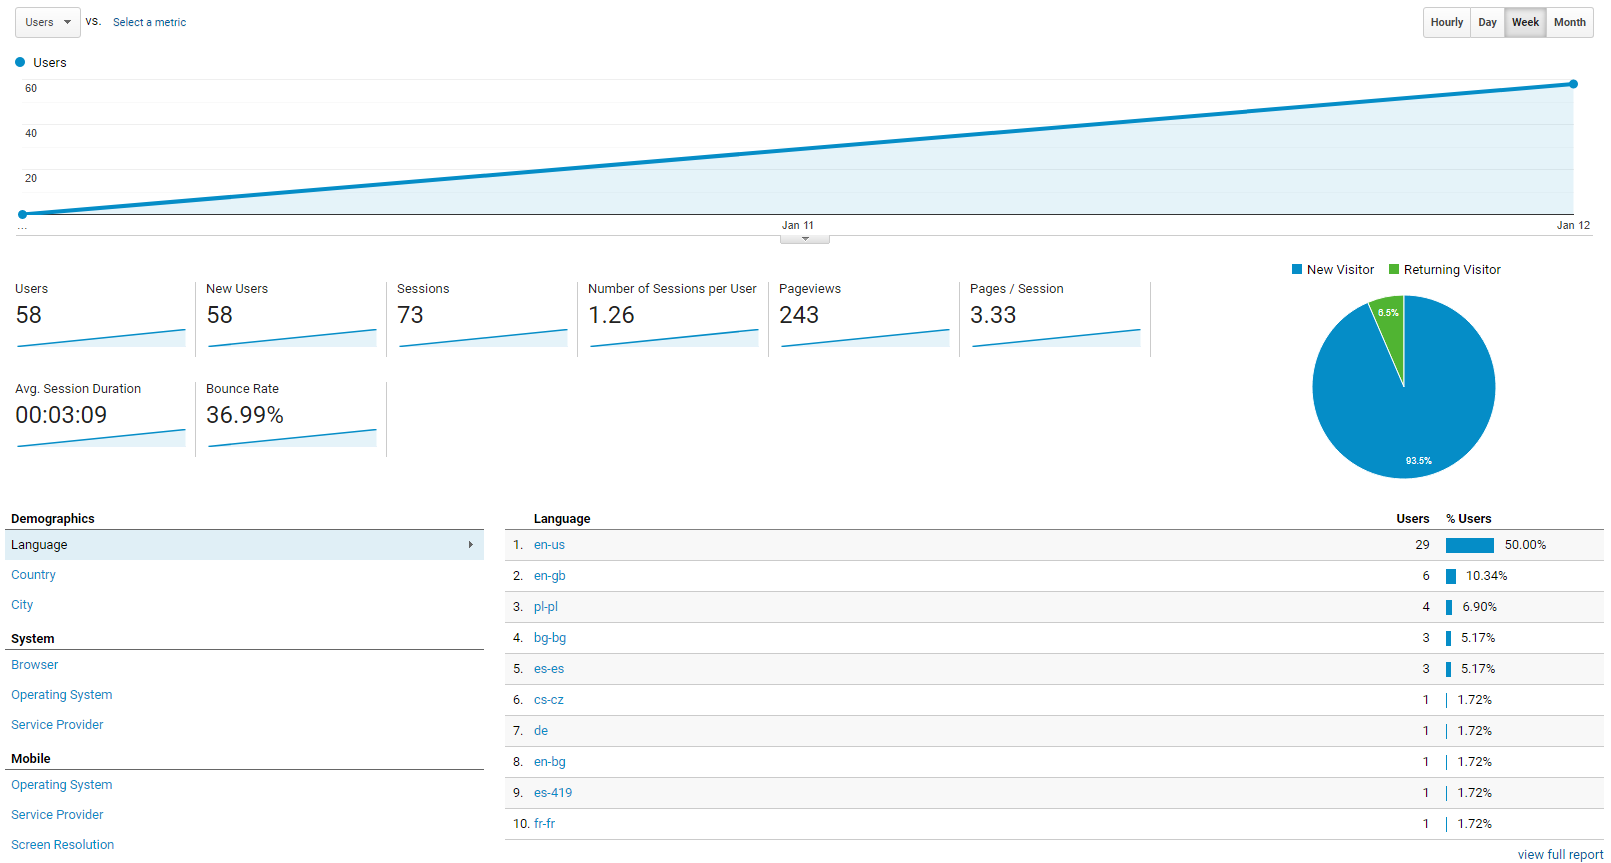 Users vs. Select a metric Hourly Day Week Month
Users
60
40
20
... Jan 11 Jan 12
New Visitor Returning Visitor
Users New Users Sessions Number of Sessions per User Pageviews Pages / Session
58 58 73 1.26 243 3.33
6.5%
Avg. Session Duration Bounce Rate
00:03:09 36.99%
93.5%
Demographics
Language
Country
City
System
Browser
Operating System
Service Provider
Mobile
Operating System
Service Provider
Screen Resolution
Language Users % Users
1. en-us 29 50.00%
2. en-gb 6 10.34%
3. pl-pl 4 6.90%
4. bg-bg 3 5.17%
5. es-es 3 5.17%
6. cs-cz 1 1.72%
7. de 1 1.72%
8. en-bg 1 1.72%
9. es-419 1 1.72%
10. fr-fr 1 1.72%
view full report